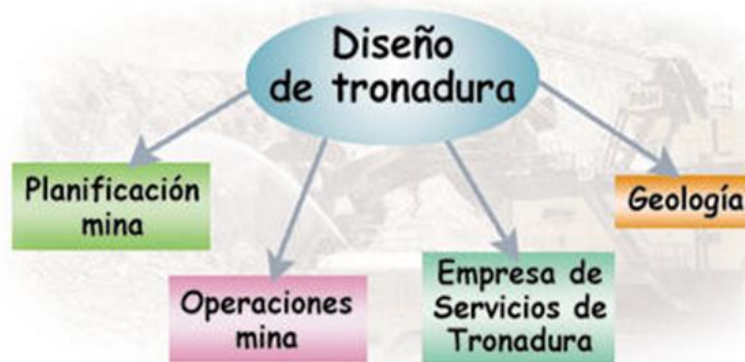 Diseño
de tronadura
Planificación
mina
Operaciones
mina
Empresa de
Servicios de
Tronadura
Geología